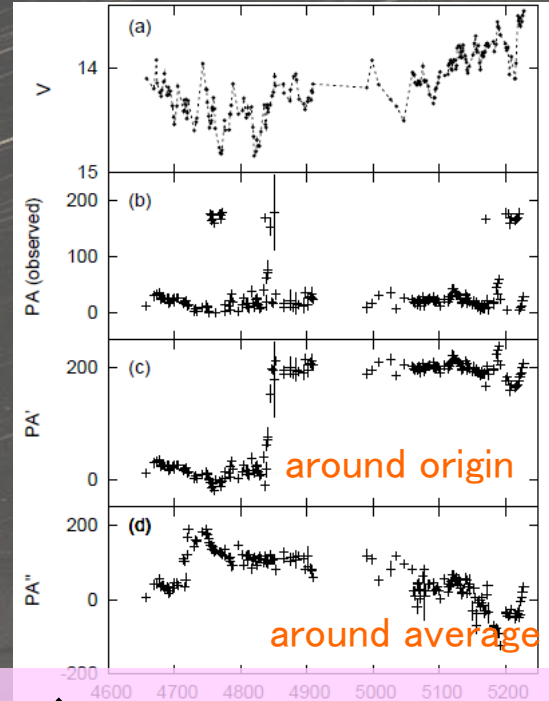 (a)
14
V
15
(b)
200
100
0
PA (observed)
(c)
200
0
PA'
around origin
(d)
200
0
-200
PA"
around average
4600 4700 4800 4900 5000 5100 5200